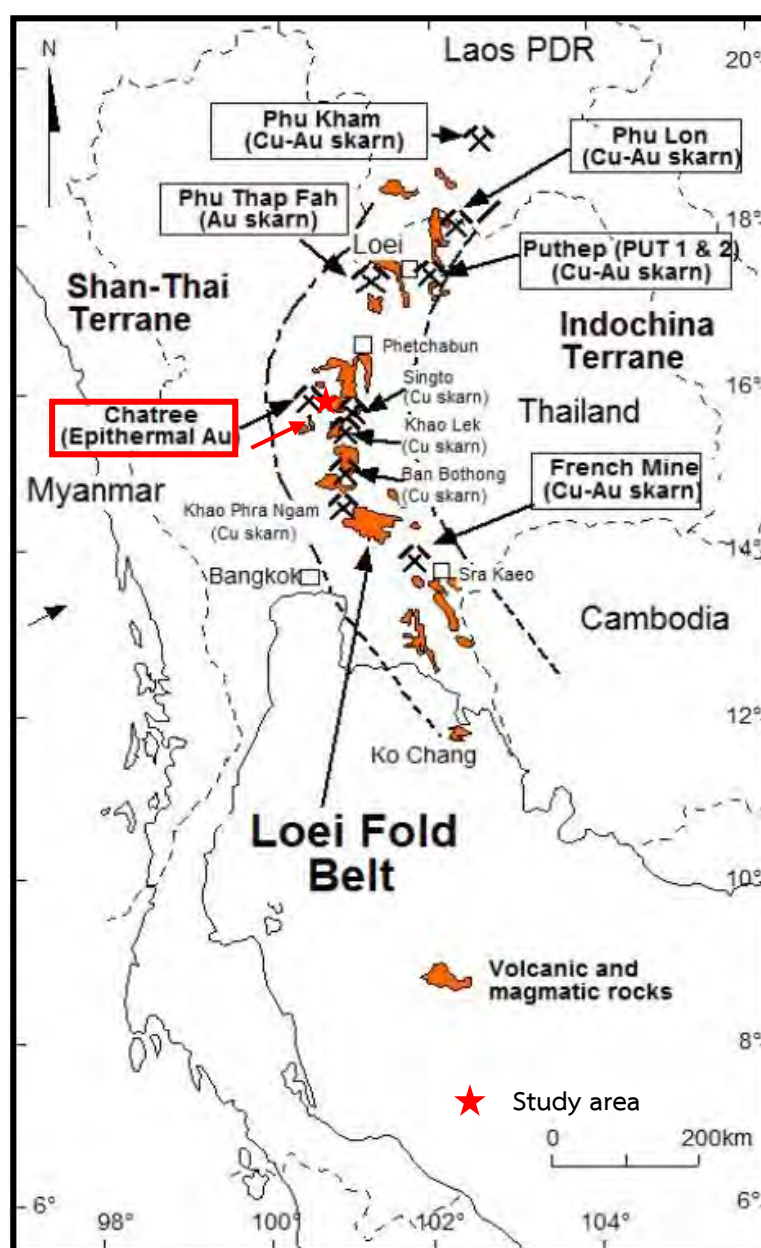 N
Laos PDR
20°
Phu Kham
(Cu-Au skarn)
Phu Lon
(Cu-Au skarn)
Phu Thap Fah
(Au skarn)
18°
Loei
Puthep (PUT 1 & 2)
(Cu-Au skarn)
Shan-Thai
Terrane
Indochina
Terrane
Phetchabun
16°
Singto
(Cu skarn)
Thailand
Chatree
(Epithermal Au)
Khao Lek
(Cu skarn)
Ban Bothong
(Cu skarn)
French Mine
(Cu-Au skarn)
Myanmar
Khao Phra Ngam
(Cu skarn)
14°
Bangkok
Sra Kaeo
Cambodia
12°
Ko Chang
Loei Fold
Belt
10°
Volcanic and
magmatic rocks
8°
Study area
0 200km
6°
6°
98° 100° 102° 104°